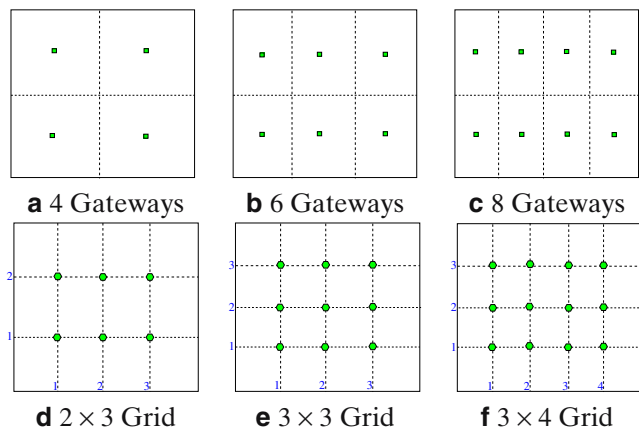 a 4 Gateways
b 6 Gateways
c 8 Gateways
2
1
1 2 3
3
2
1
1 2 3
3
2
1
1 2 3 4
d 2 × 3 Grid
e 3 × 3 Grid
f 3 × 4 Grid